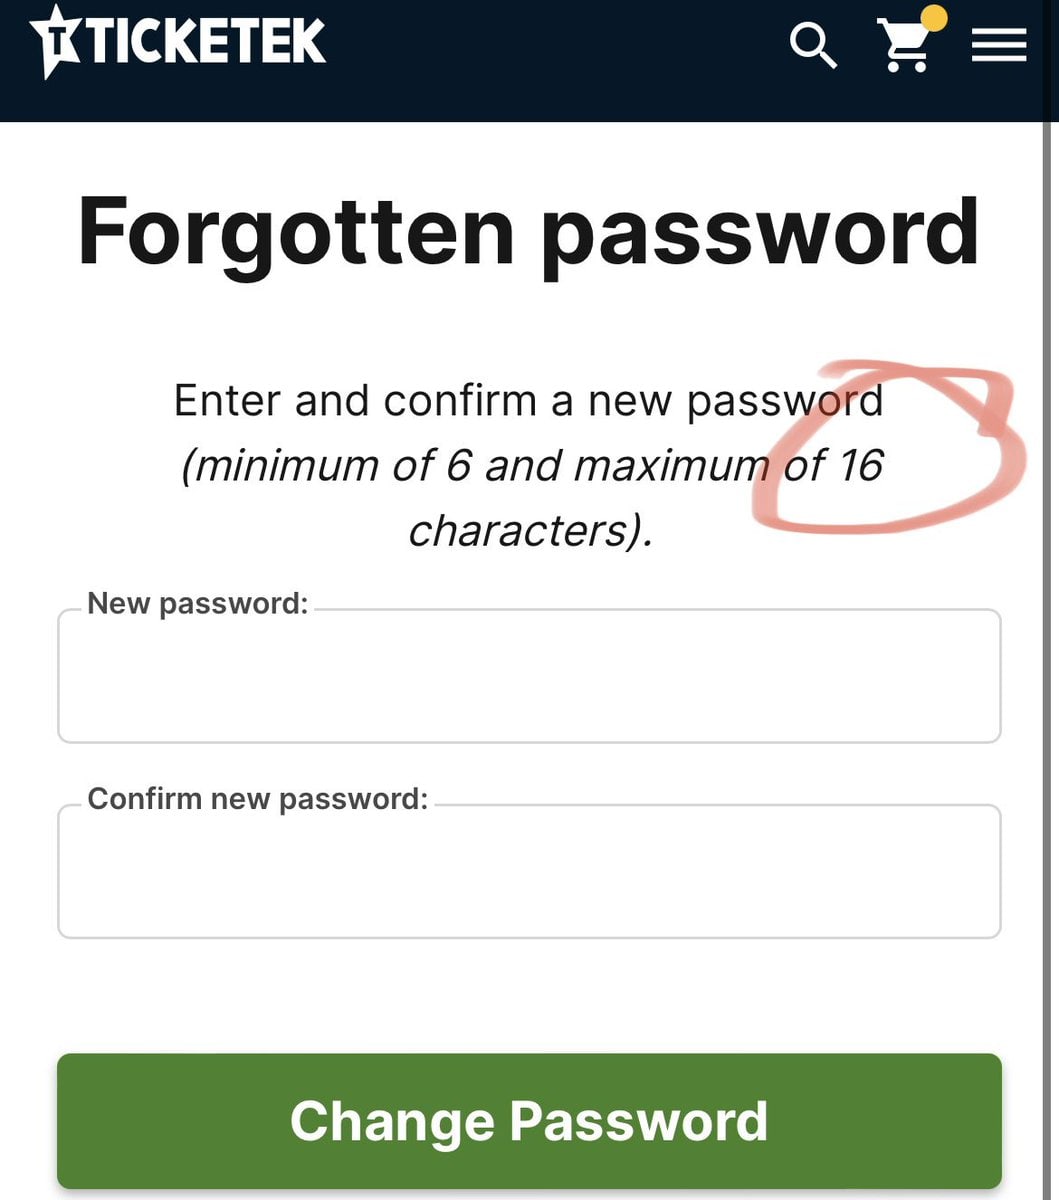 TICKETEK
Forgotten password
Enter and confirm a new password
(minimum of 6 and maximum of 16
characters).
New password:
Confirm new password:
Change Password